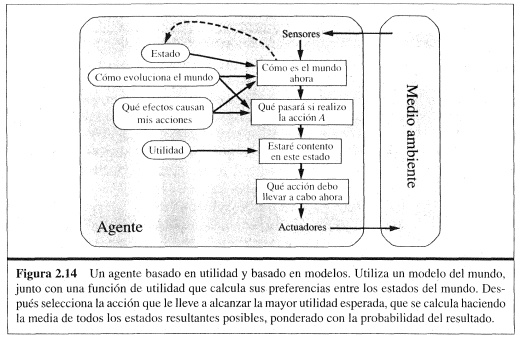 Sensores
Estado
Cómo evoluciona el mundo
Cómo es el mundo
ahora
Qué efectos causan
mis acciones
Qué pasará si realizo
la acción A
Utilidad
Estaré contento
en este estado
Qué acción debo
llevar a cabo ahora
Agente
Actuadores
Medio ambiente
Figura 2.14 Un agente basado en utilidad y basado en modelos. Utiliza un modelo del mundo,
junto con una función de utilidad que calcula sus preferencias entre los estados del mundo. Des-
pués selecciona la acción que le lleve a alcanzar la mayor utilidad esperada, que se calcula haciendo
la media de todos los estados resultantes posibles, ponderado con la probabilidad del resultado.